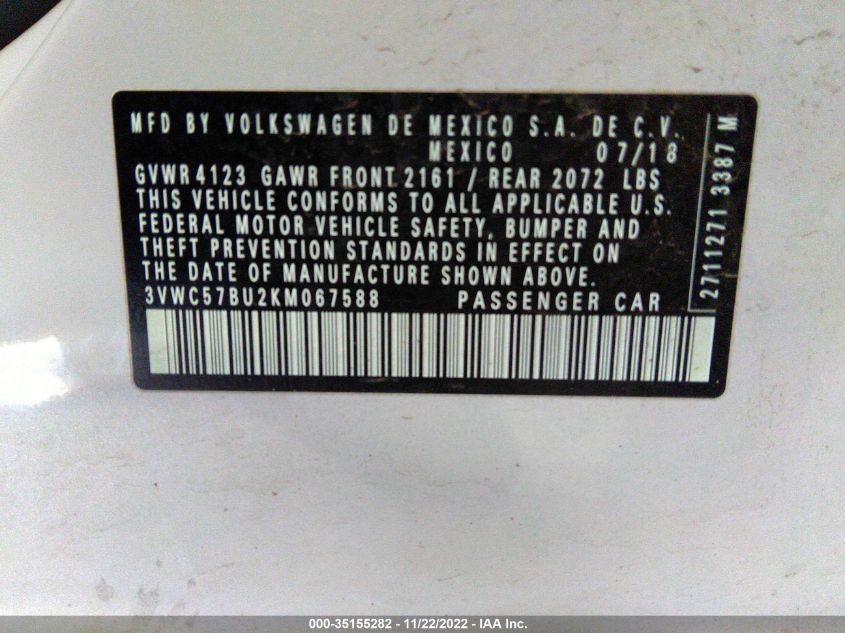 MFD BY VOLKSWAGEN DE MEXICO S.A. DE C.V.
MEXICO 07/18
GVWR 4123 GAWR FRONT 2161 / REAR 2072 LBS
THIS VEHICLE CONFORMS TO ALL APPLICABLE U.S.
FEDERAL MOTOR VEHICLE SAFETY, BUMPER AND
THEFT PREVENTION STANDARDS IN EFFECT ON
THE DATE OF MANUFACTURE SHOWN ABOVE.
3VWC57BU2KM067588 PASSENGER CAR
2711271 3387 M
000-35155282 - 11/22/2022 - IAA Inc.